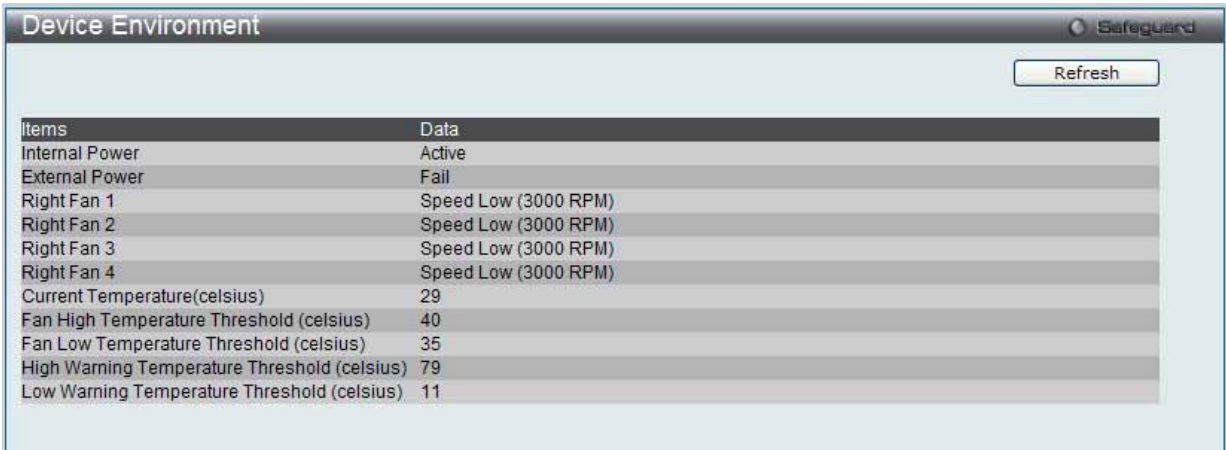 Device Environment
Safeguard
Refresh
Items Data
Internal Power Active
External Power Fail
Right Fan 1 Speed Low (3000 RPM)
Right Fan 2 Speed Low (3000 RPM)
Right Fan 3 Speed Low (3000 RPM)
Right Fan 4 Speed Low (3000 RPM)
Current Temperature(celsius) 29
Fan High Temperature Threshold (celsius) 40
Fan Low Temperature Threshold (celsius) 35
High Warning Temperature Threshold (celsius) 79
Low Warning Temperature Threshold (celsius) 11